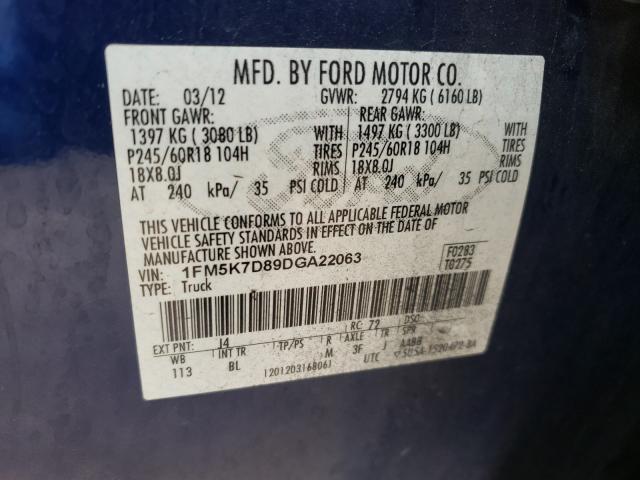 MFD. BY FORD MOTOR CO.
DATE: 03/12 GVWR: 2794 KG ( 6160 LB)
FRONT GAWR: REAR GAWR:
1397 KG ( 3080 LB) WITH 1497 KG ( 3300 LB) WITH
P245/60R18 104H TIRES P245/60R18 104H TIRES
18X8.0J RIMS 18X8.0J RIMS
AT 240 kPa/ 35 PSI COLD AT 240 kPa/ 35 PSI COLD
Ford
THIS VEHICLE CONFORMS TO ALL APPLICABLE FEDERAL MOTOR
VEHICLE SAFETY STANDARDS IN EFFECT ON THE DATE OF
MANUFACTURE SHOWN ABOVE.
VIN: 1FM5K7D89DGA22063 F0283
TYPE: Truck T0275
EXT PNT: J4 RC: 72 DSO:
WB INT TR TP/PS R AXLE TR SPR
113 BL M 3F J AABB
12012031680​6J UTC